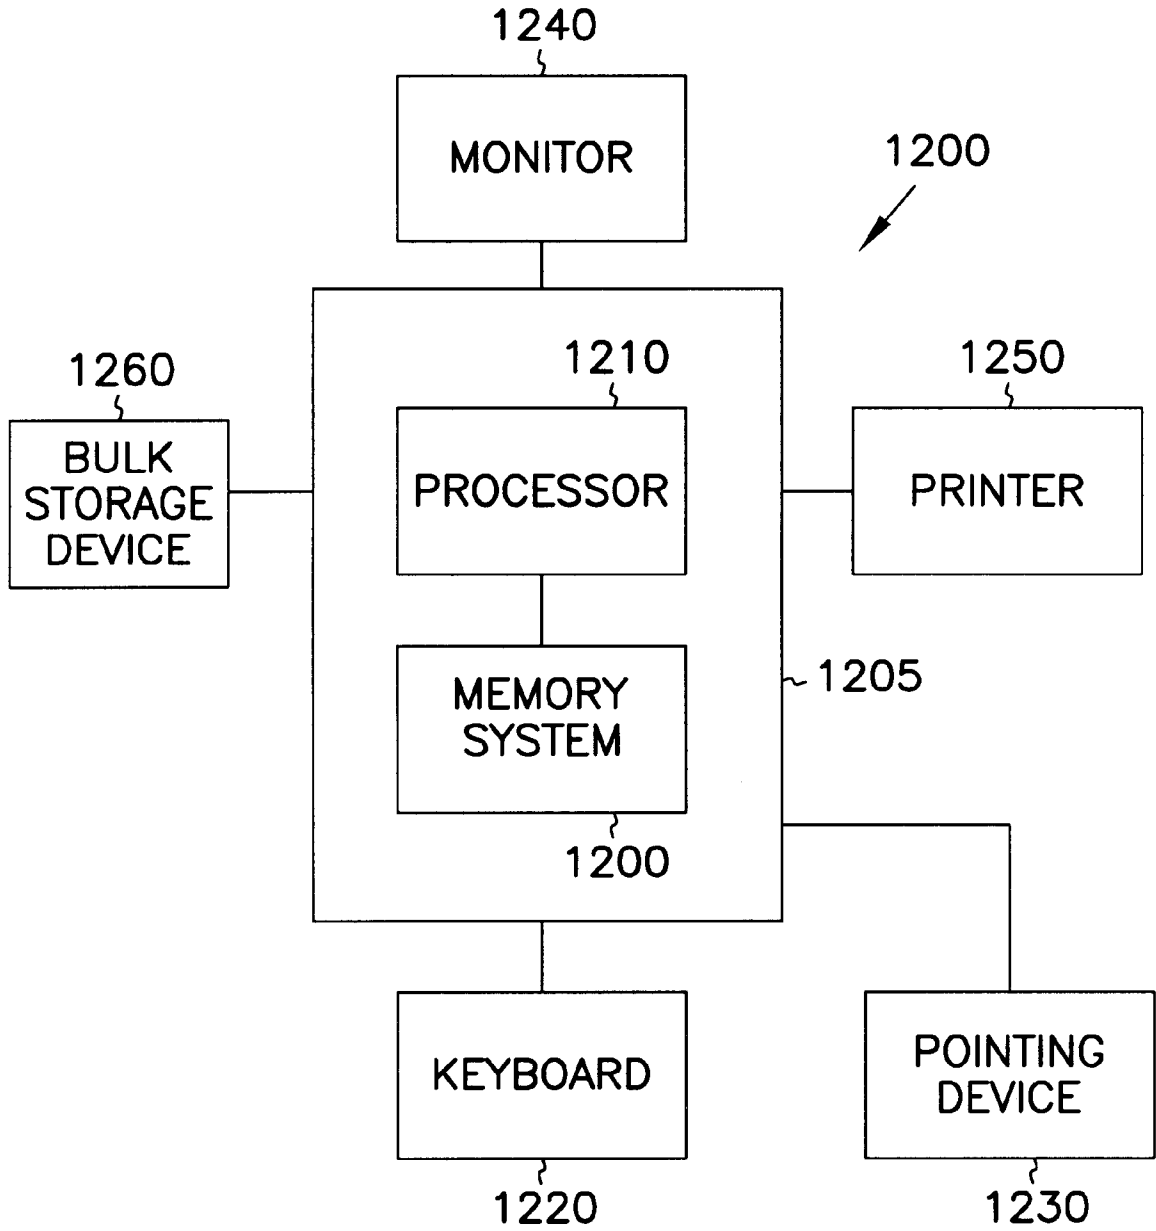 1240
MONITOR
1200
1260
BULK
STORAGE
DEVICE
1210
PROCESSOR
1250
PRINTER
MEMORY
SYSTEM
1200
1205
KEYBOARD
1220
POINTING
DEVICE
1230